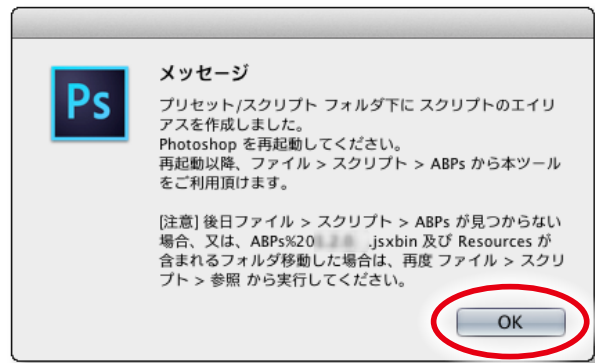 Ps
メッセージ
プリセット/スクリプト フォルダ下に スクリプトのエイリ
アスを作成しました。
Photoshop を再起動してください。
再起動以降、ファイル > スクリプト > ABPs から本ツール
をご利用頂けます。
[注意] 後日ファイル > スクリプト > ABPs が見つからない
場合、又は、ABPs%20 .jsxbin 及び Resources が
含まれるフォルダ移動した場合は、再度 ファイル > スクリ
プト > 参照 から実行してください。
OK